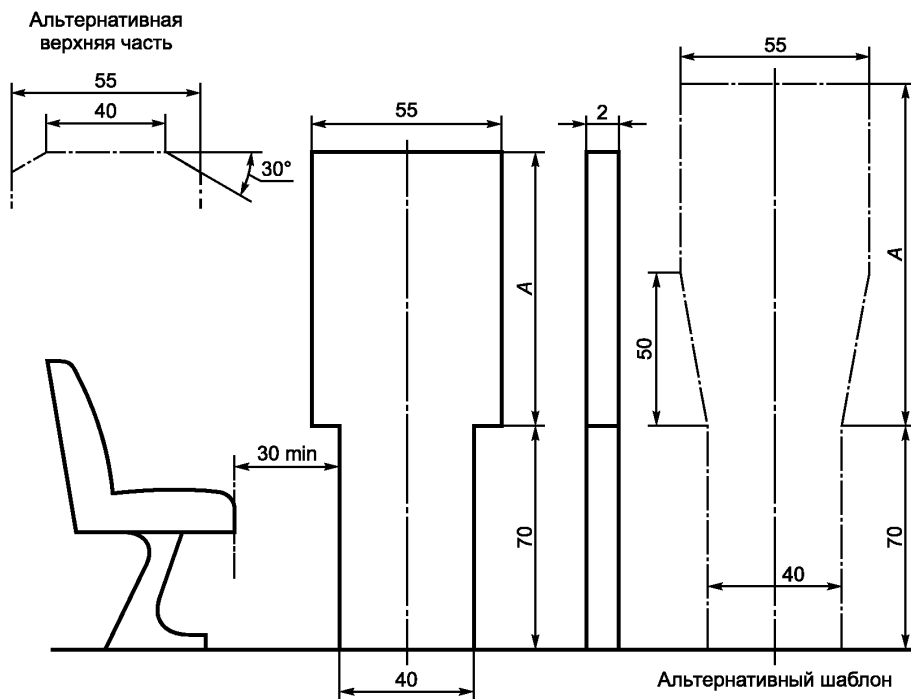 Альтернативная
верхняя часть
55
40
30°
55
2
55
A
A
50
30 min
70
70
40
40
Альтернативный шаблон